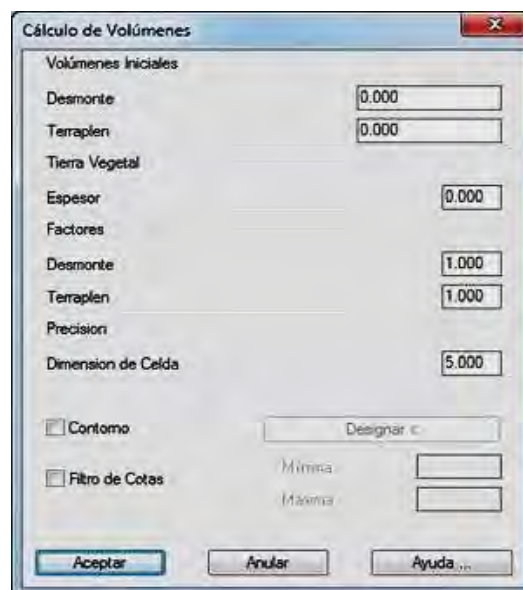 Cálculo de Volúmenes
Volúmenes Iniciales
Desmonte 0.000
Terraplen 0.000
Tierra Vegetal
Espesor 0.000
Factores
Desmonte 1.000
Terraplen 1.000
Precision
Dimension de Celda 5.000
Contorno Designar <
Filtro de Cotas Mínima
Máxima
Aceptar Anular Ayuda ...